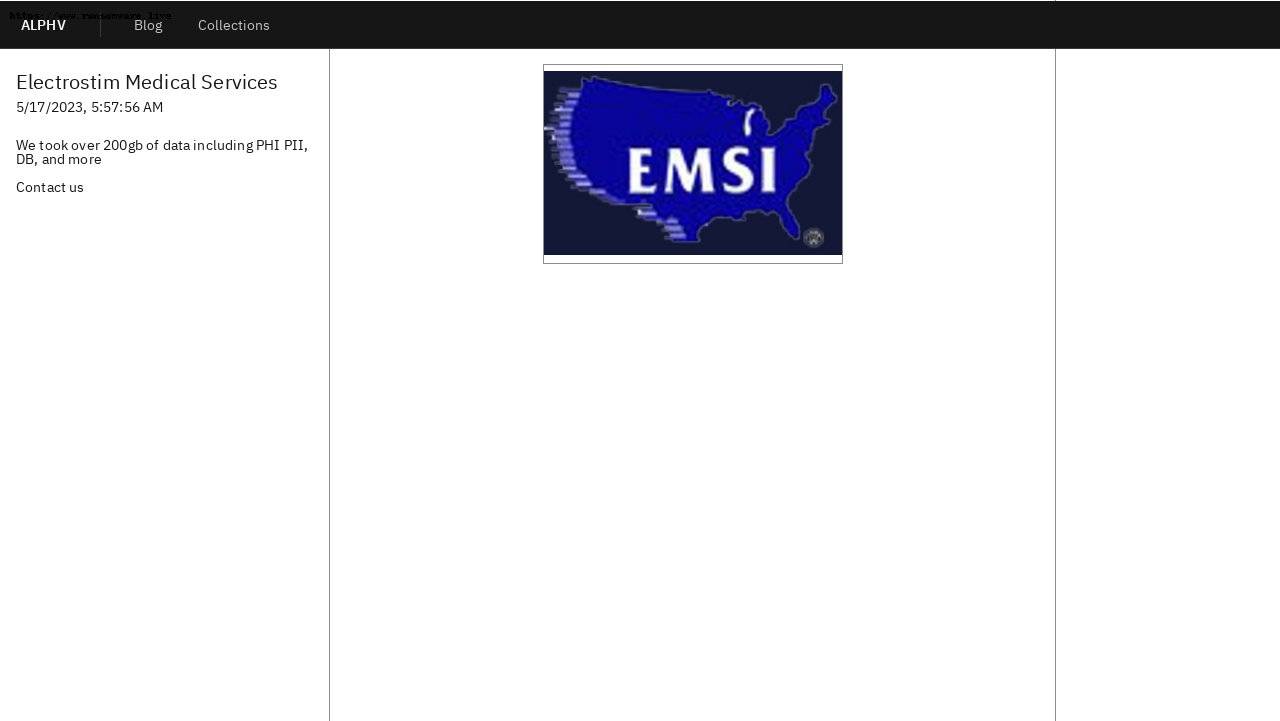 https://www.ransomware.live
ALPHV
Blog
Collections
Electrostim Medical Services
5/17/2023, 5:57:56 AM
We took over 200gb of data including PHI PII,
DB, and more
Contact us
EMSI